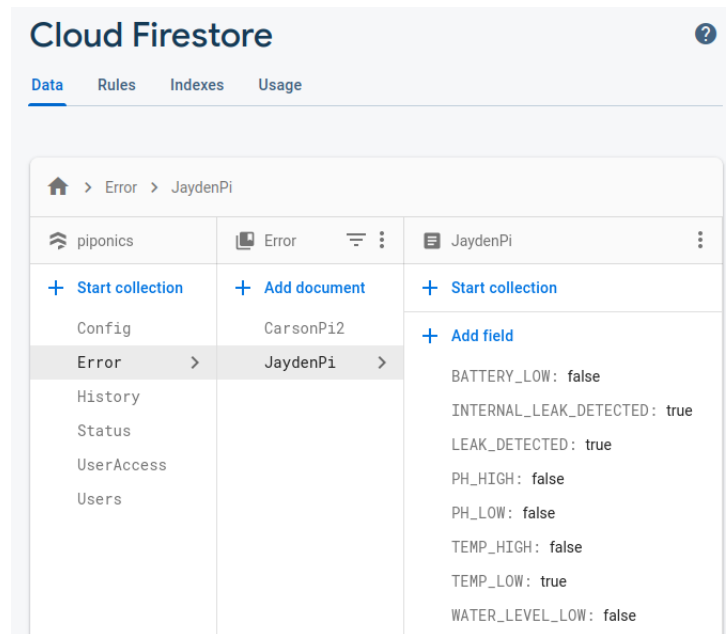 Cloud Firestore
Data Rules Indexes Usage
Error JaydenPi
piponics
Start collection
Config
Error
History
Status
UserAccess
Users
Error
Add document
CarsonPi2
JaydenPi
JaydenPi
Start collection
Add field
BATTERY_LOW: false
INTERNAL_LEAK_DETECTED: true
LEAK_DETECTED: true
PH_HIGH: false
PH_LOW: false
TEMP_HIGH: false
TEMP_LOW: true
WATER_LEVEL_LOW: false